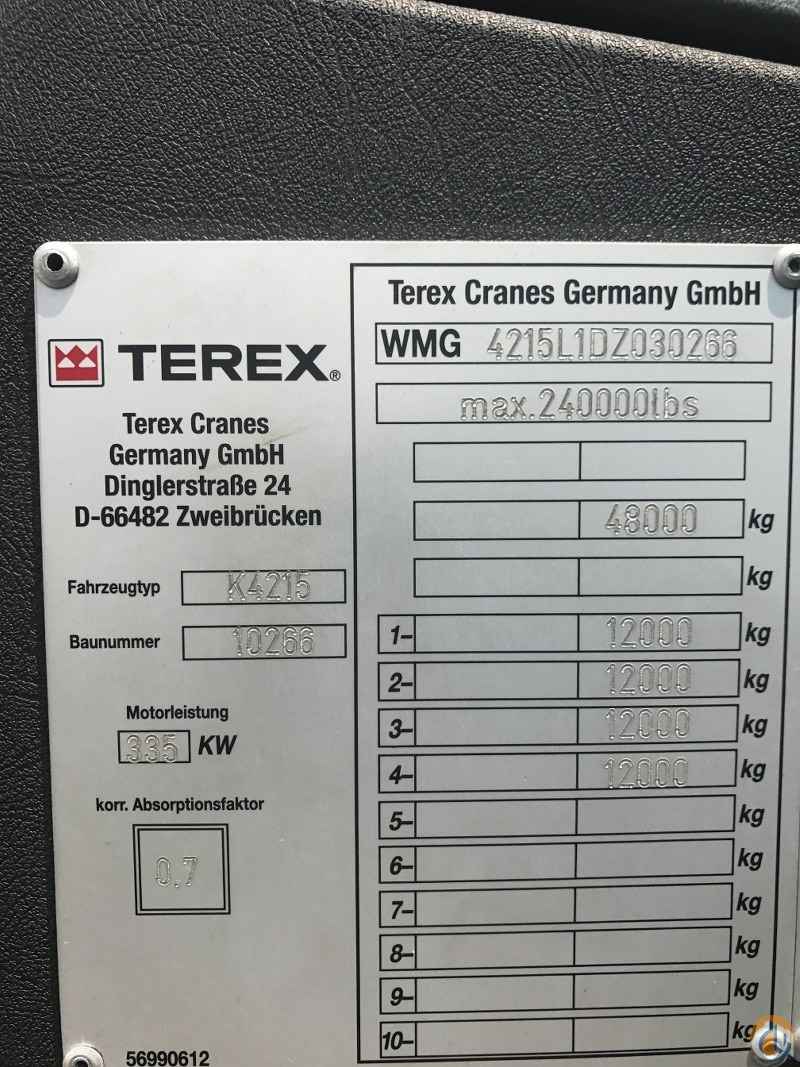 TEREX®
Terex Cranes
Germany GmbH
Dinglerstraße 24
D-66482 Zweibrücken
Fahrzeugtyp K4215
Baunummer 10266
Motorleistung
335 KW
korr. Absorptionsfaktor
0.7
56990612
Terex Cranes Germany GmbH
WMG 4215L1DZ030266
max.240000lbs
48000 kg
kg
1- 12000 kg
2- 12000 kg
3- 12000 kg
4- 12000 kg
5- kg
6- kg
7- kg
8- kg
9- kg
10- kg